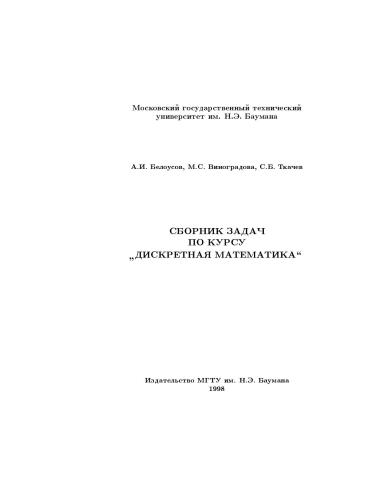 Московский государственный технический
университет им. Н.Э. Баумана
А.И. Белоусов, М.С. Виноградова, С.Б. Ткачев
СБОРНИК ЗАДАЧ
ПО КУРСУ
„ДИСКРЕТНАЯ МАТЕМАТИКА“
Издательство МГТУ им. Н.Э. Баумана
1998